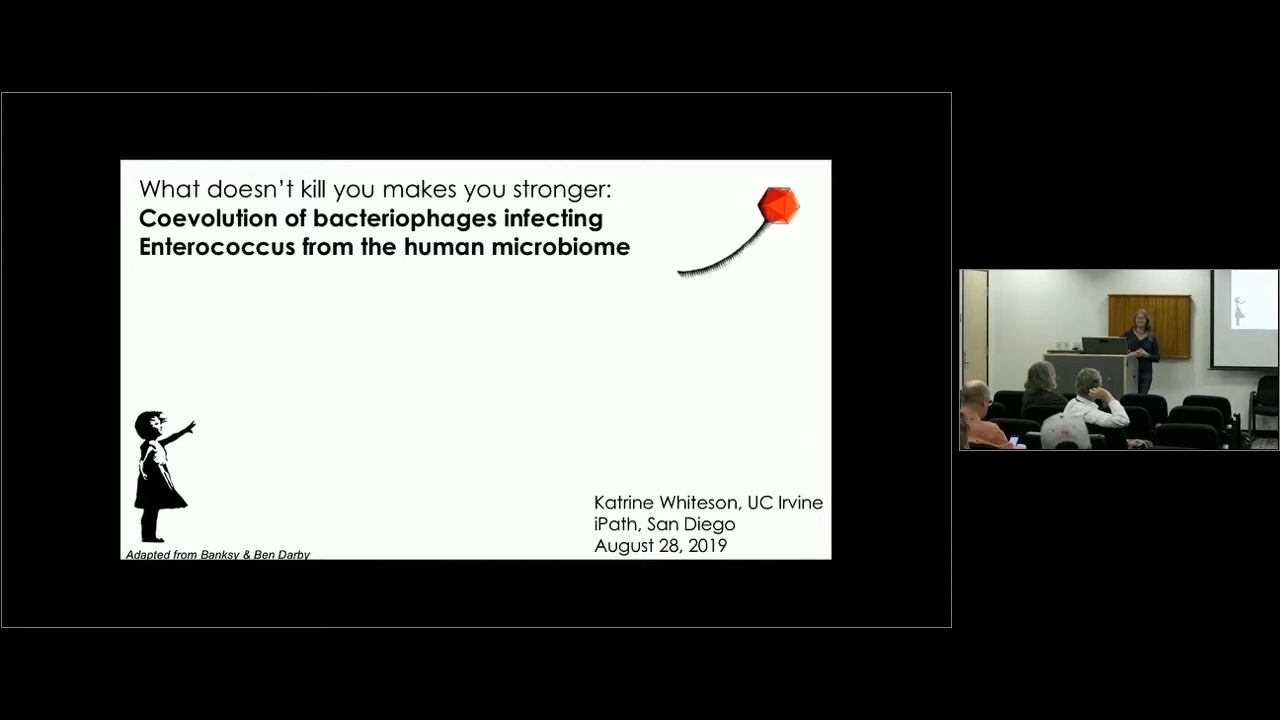 What doesn't kill you makes you stronger:
Coevolution of bacteriophages infecting
Enterococcus from the human microbiome
Katrine Whiteson, UC Irvine
iPath, San Diego
August 28, 2019
Adapted from Banksy & Ben Darby